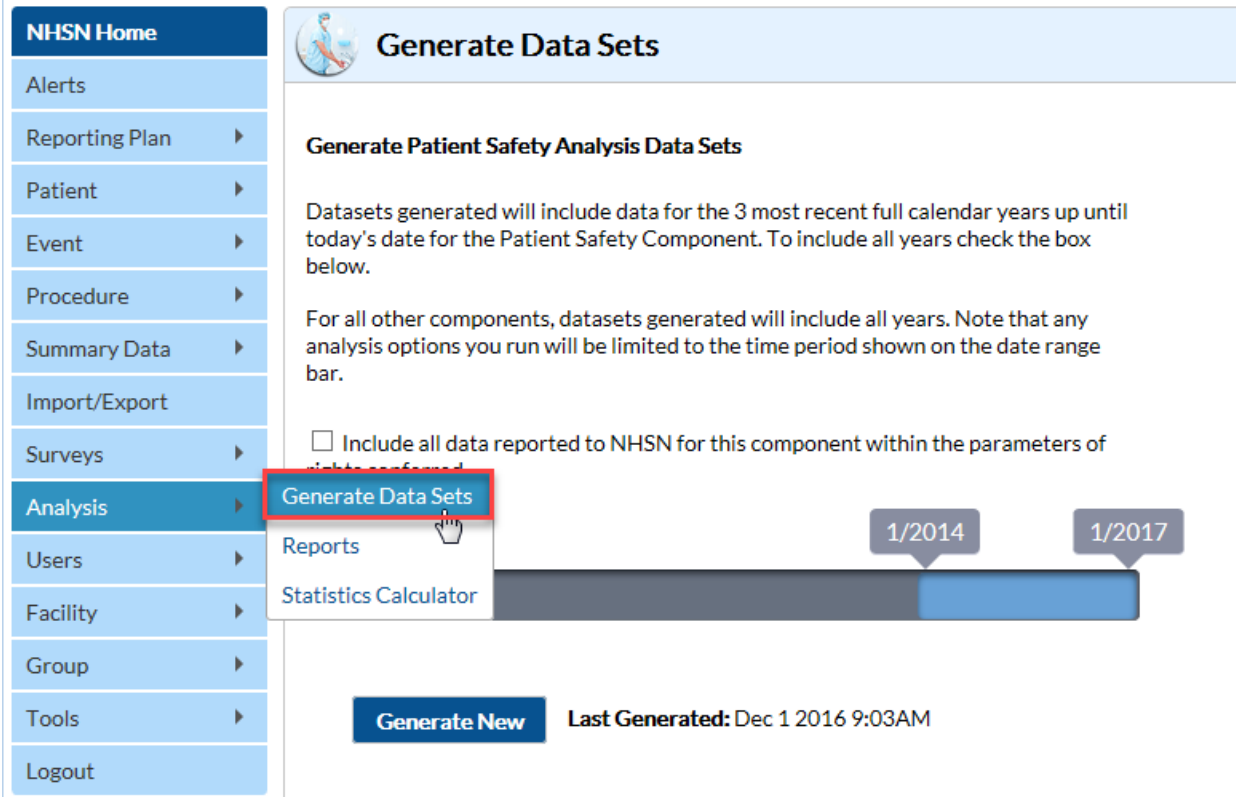 NHSN Home
Alerts
Reporting Plan
Patient
Event
Procedure
Summary Data
Import/Export
Surveys
Analysis
Users
Facility
Group
Tools
Logout
Generate Data Sets
Reports
Statistics Calculator
Generate Data Sets
Generate Patient Safety Analysis Data Sets
Datasets generated will include data for the 3 most recent full calendar years up until
today's date for the Patient Safety Component. To include all years check the box
below.
For all other components, datasets generated will include all years. Note that any
analysis options you run will be limited to the time period shown on the date range
bar.
Include all data reported to NHSN for this component within the parameters of
rights conferred
1/2014
1/2017
Generate New
Last Generated: Dec 1 2016 9:03AM